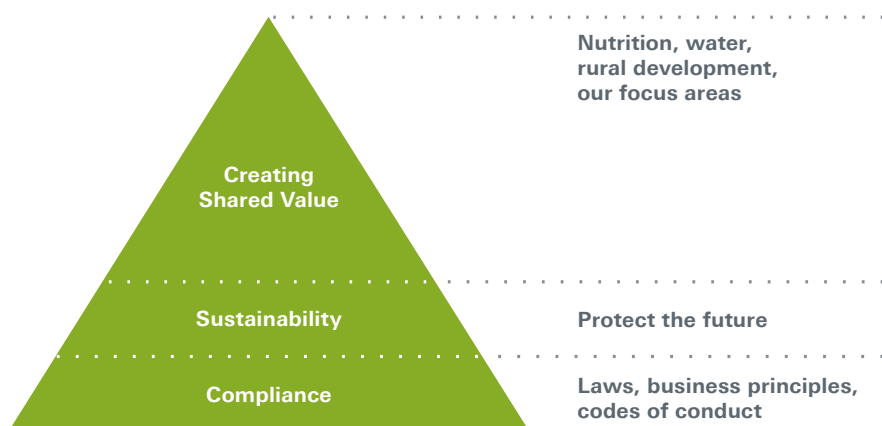 Nutrition, water,
rural development,
our focus areas
Creating
Shared Value
Sustainability
Protect the future
Compliance
Laws, business principles,
codes of conduct